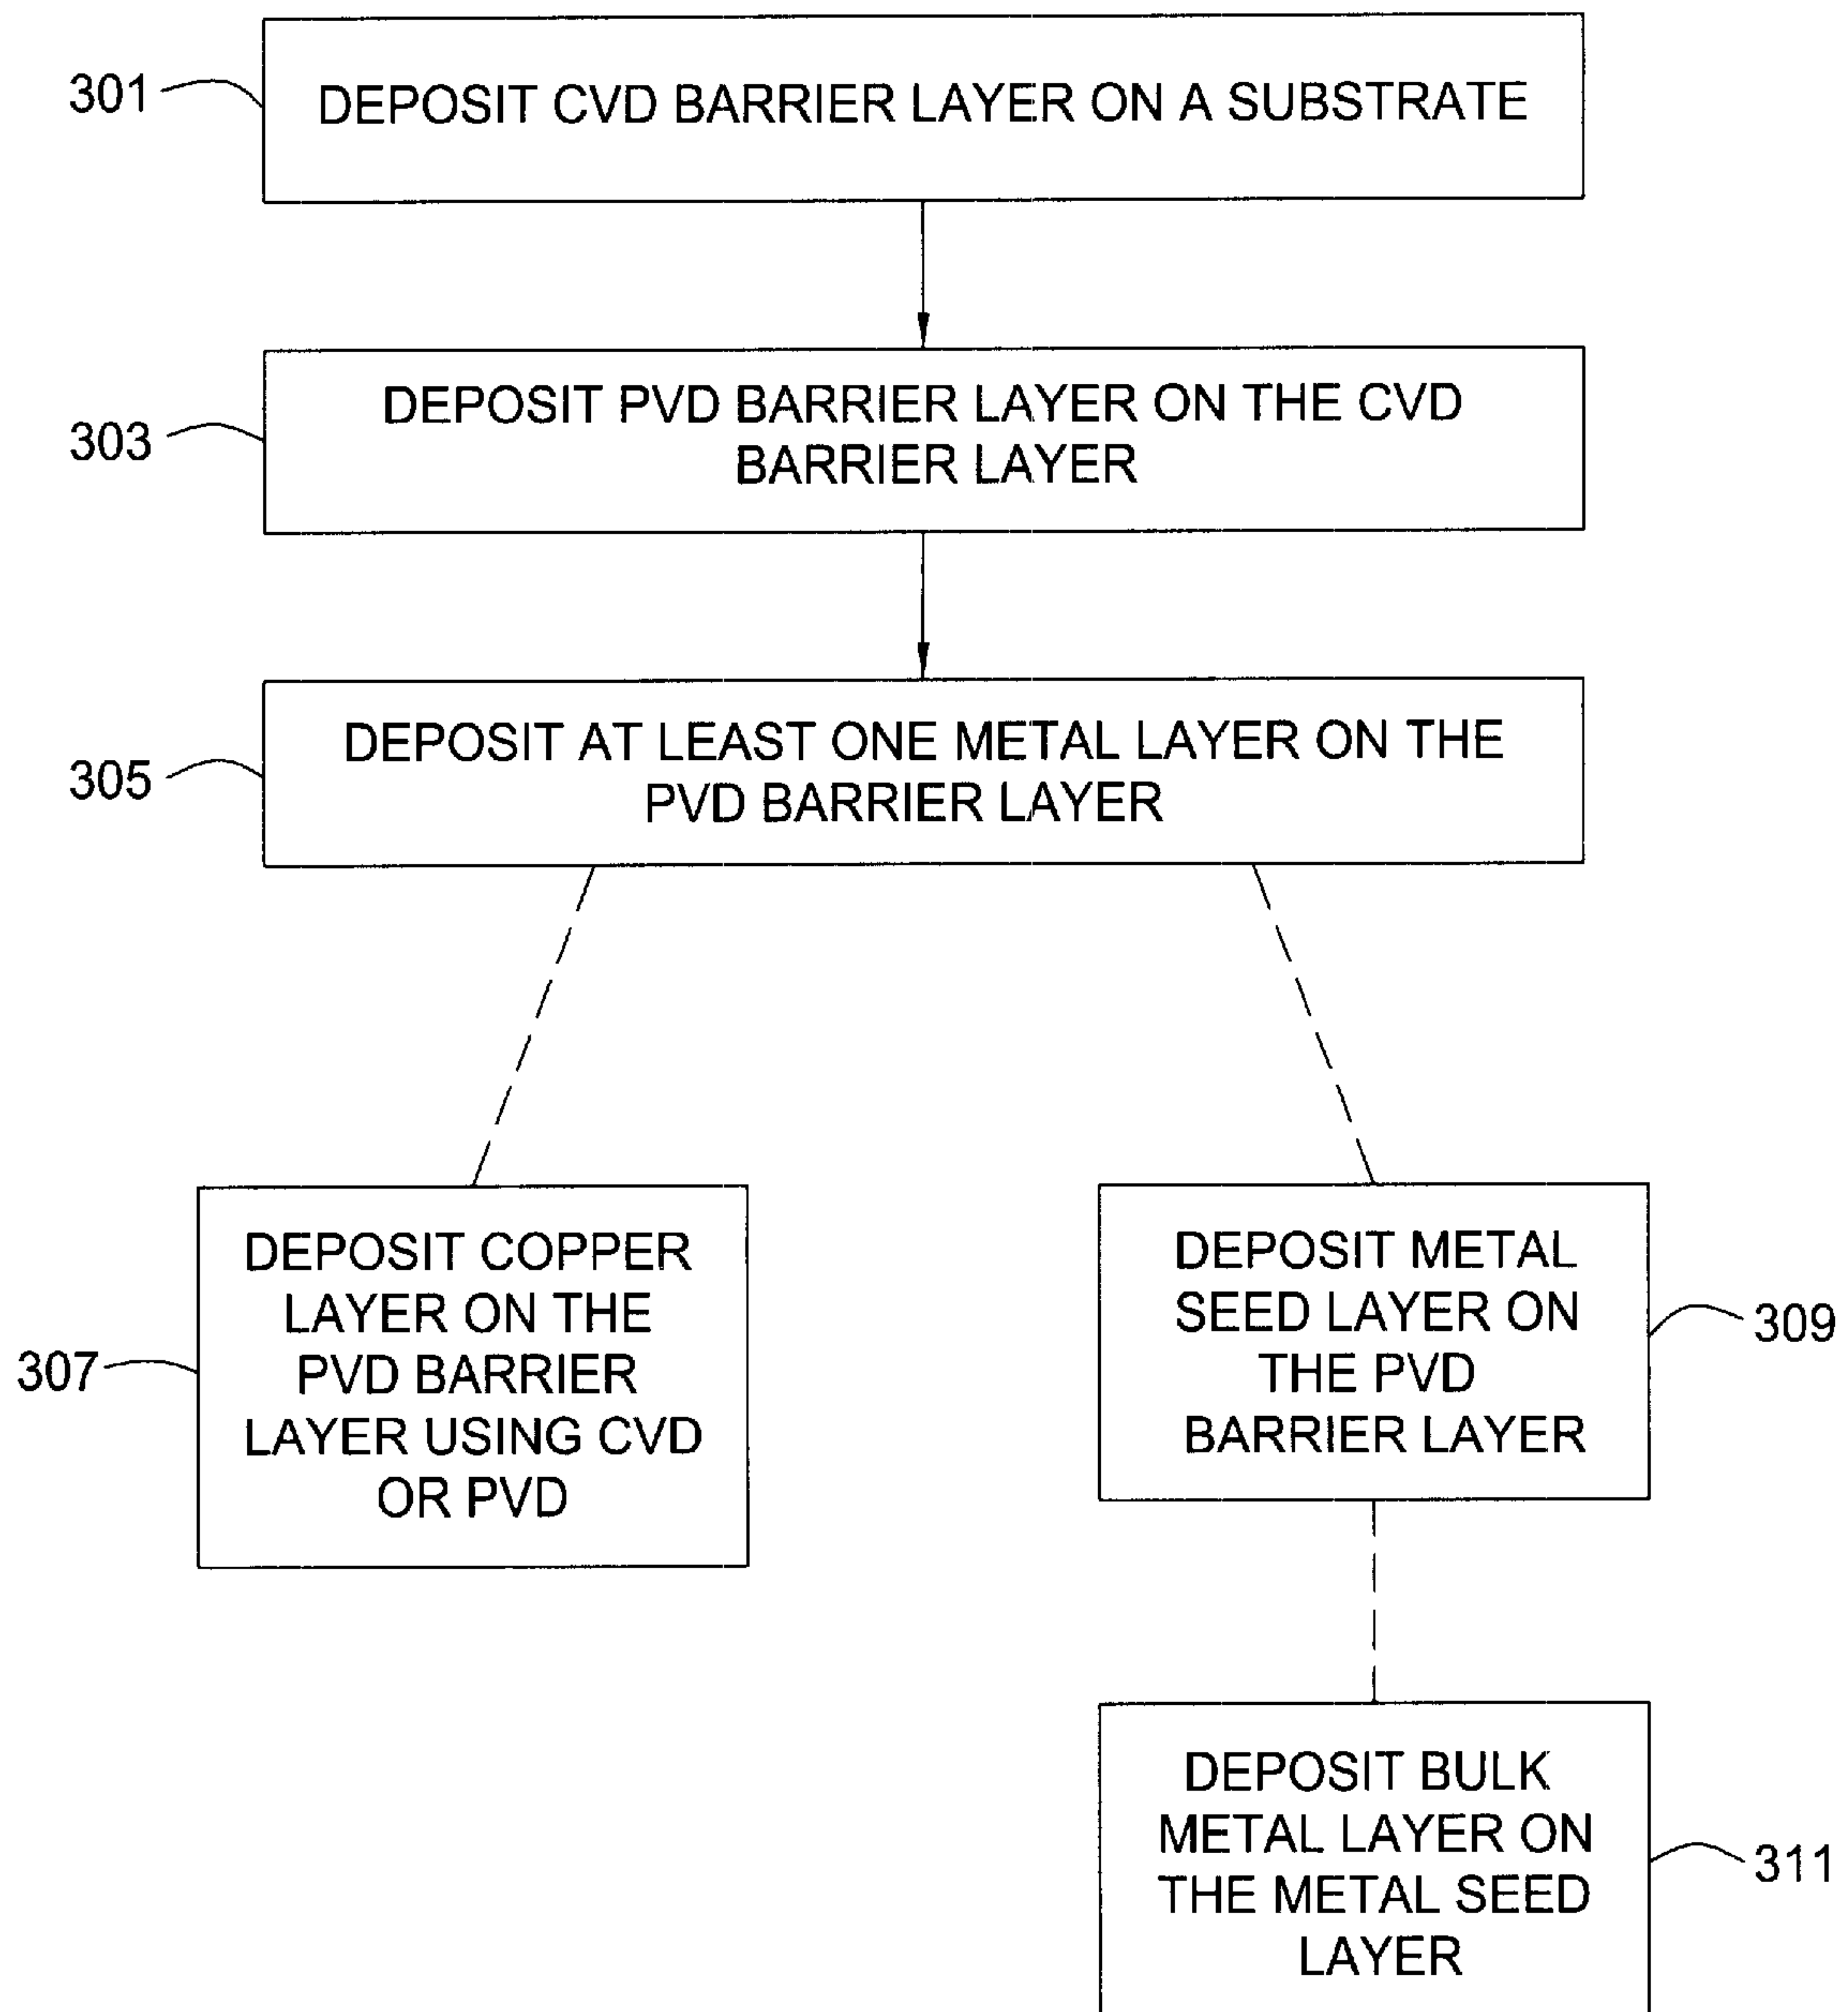 301
DEPOSIT CVD BARRIER LAYER ON A SUBSTRATE
303
DEPOSIT PVD BARRIER LAYER ON THE CVD
BARRIER LAYER
305
DEPOSIT AT LEAST ONE METAL LAYER ON THE
PVD BARRIER LAYER
307
DEPOSIT COPPER
LAYER ON THE
PVD BARRIER
LAYER USING CVD
OR PVD
DEPOSIT METAL
SEED LAYER ON
THE PVD
BARRIER LAYER
309
DEPOSIT BULK
METAL LAYER ON
THE METAL SEED
LAYER
311